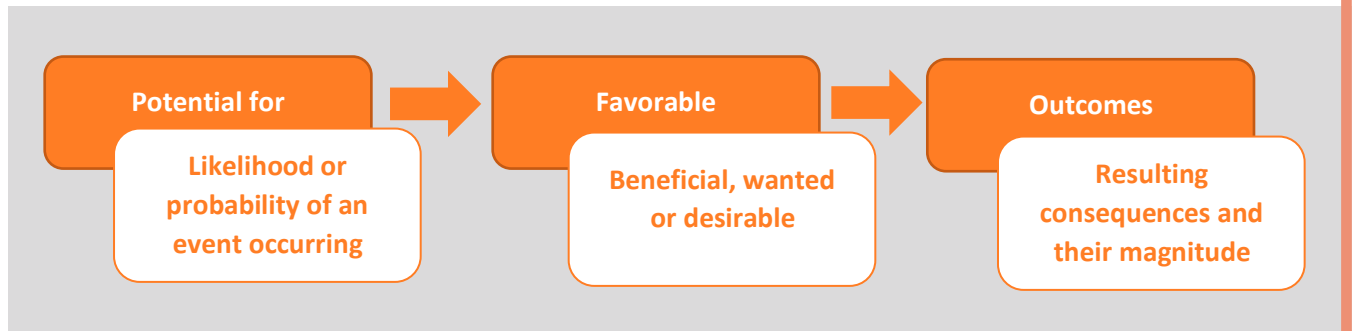 Potential for
Likelihood or
probability of an
event occurring
Favorable
Beneficial, wanted
or desirable
Outcomes
Resulting
consequences and
their magnitude